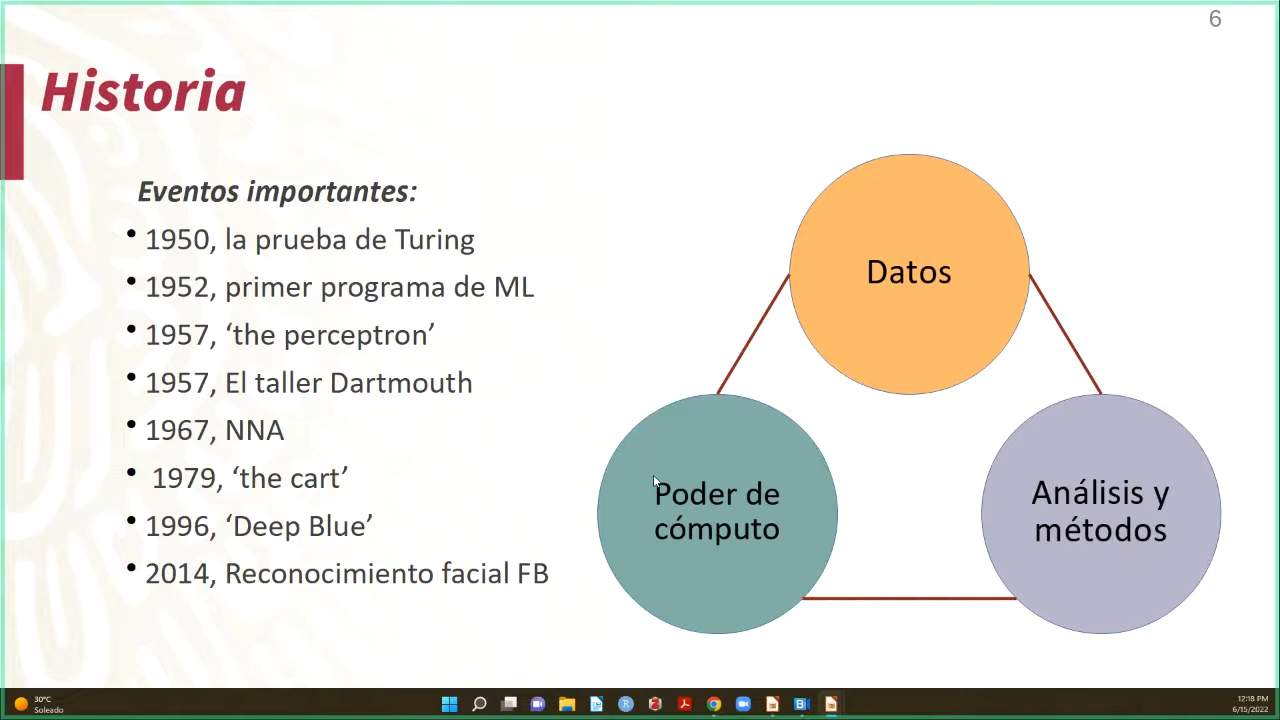 6
Historia
Eventos importantes:
• 1950, la prueba de Turing
• 1952, primer programa de ML
• 1957, ‘the perceptron’
• 1957, El taller Dartmouth
• 1967, NNA
• 1979, ‘the cart’
• 1996, ‘Deep Blue’
• 2014, Reconocimiento facial FB
Datos
Poder de
cómputo
Análisis y
métodos
30°C
Soleado
12:18 PM
6/15/2022